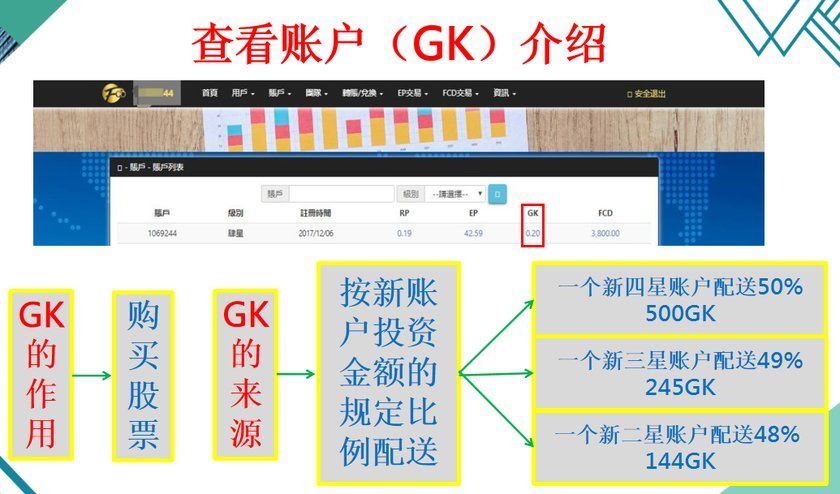 查看账户（GK）介绍
44 首頁 用戶 賬戶 團隊 轉賬/兌換 EP交易 FCD交易 資訊 安全退出
- 賬戶 - 賬戶列表
賬戶 級別 --請選擇--
賬戶 級別 註冊時間 RP EP GK FCD
1069244 肆星 2017/12/06 0.19 42.59 0.20 3,800.00
GK的作用
购买股票
GK的来源
按新账
户投资
金额的
规定比
例配送
一个新四星账户配送50%
500GK
一个新三星账户配送49%
245GK
一个新二星账户配送48%
144GK